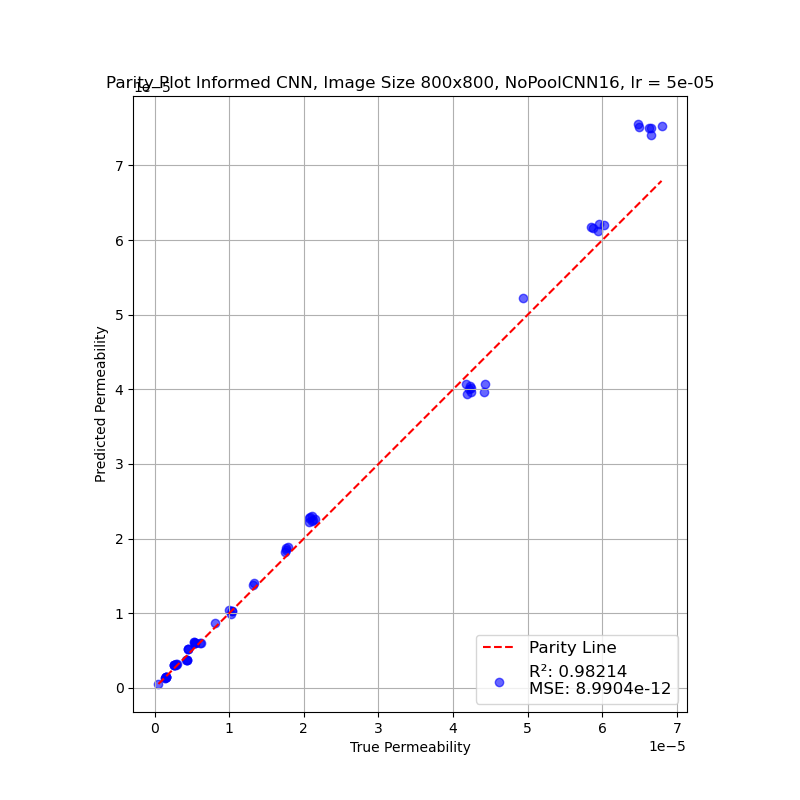 Parity Plot Informed CNN, Image Size 800x800, NoPoolCNN16, lr = 5e-05
1e−5
7
6
5
4
3
2
1
0
Predicted Permeability
Parity Line
R²: 0.98214
MSE: 8.9904e-12
0 1 2 3 4 5 6 7
True Permeability
1e−5